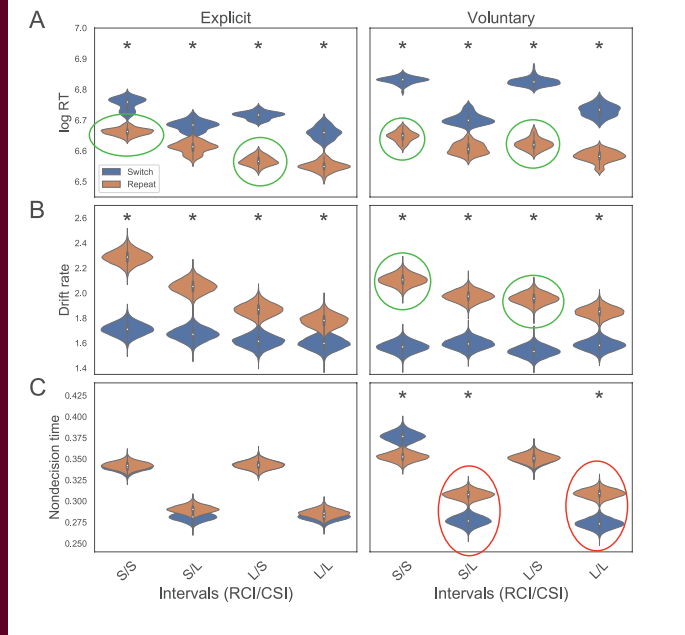 A
Explicit
Voluntary
7.0
6.9
6.8
6.7
6.6
6.5
log RT
* * * *
* * * *
Switch
Repeat
B
2.6
2.4
2.2
2.0
1.8
1.6
1.4
Drift rate
* * * *
* * * *
C
0.425
0.400
0.375
0.350
0.325
0.300
0.275
0.250
Nondecision time
* * *
S/S S/L L/S L/L
S/S S/L L/S L/L
Intervals (RCI/CSI)
Intervals (RCI/CSI)